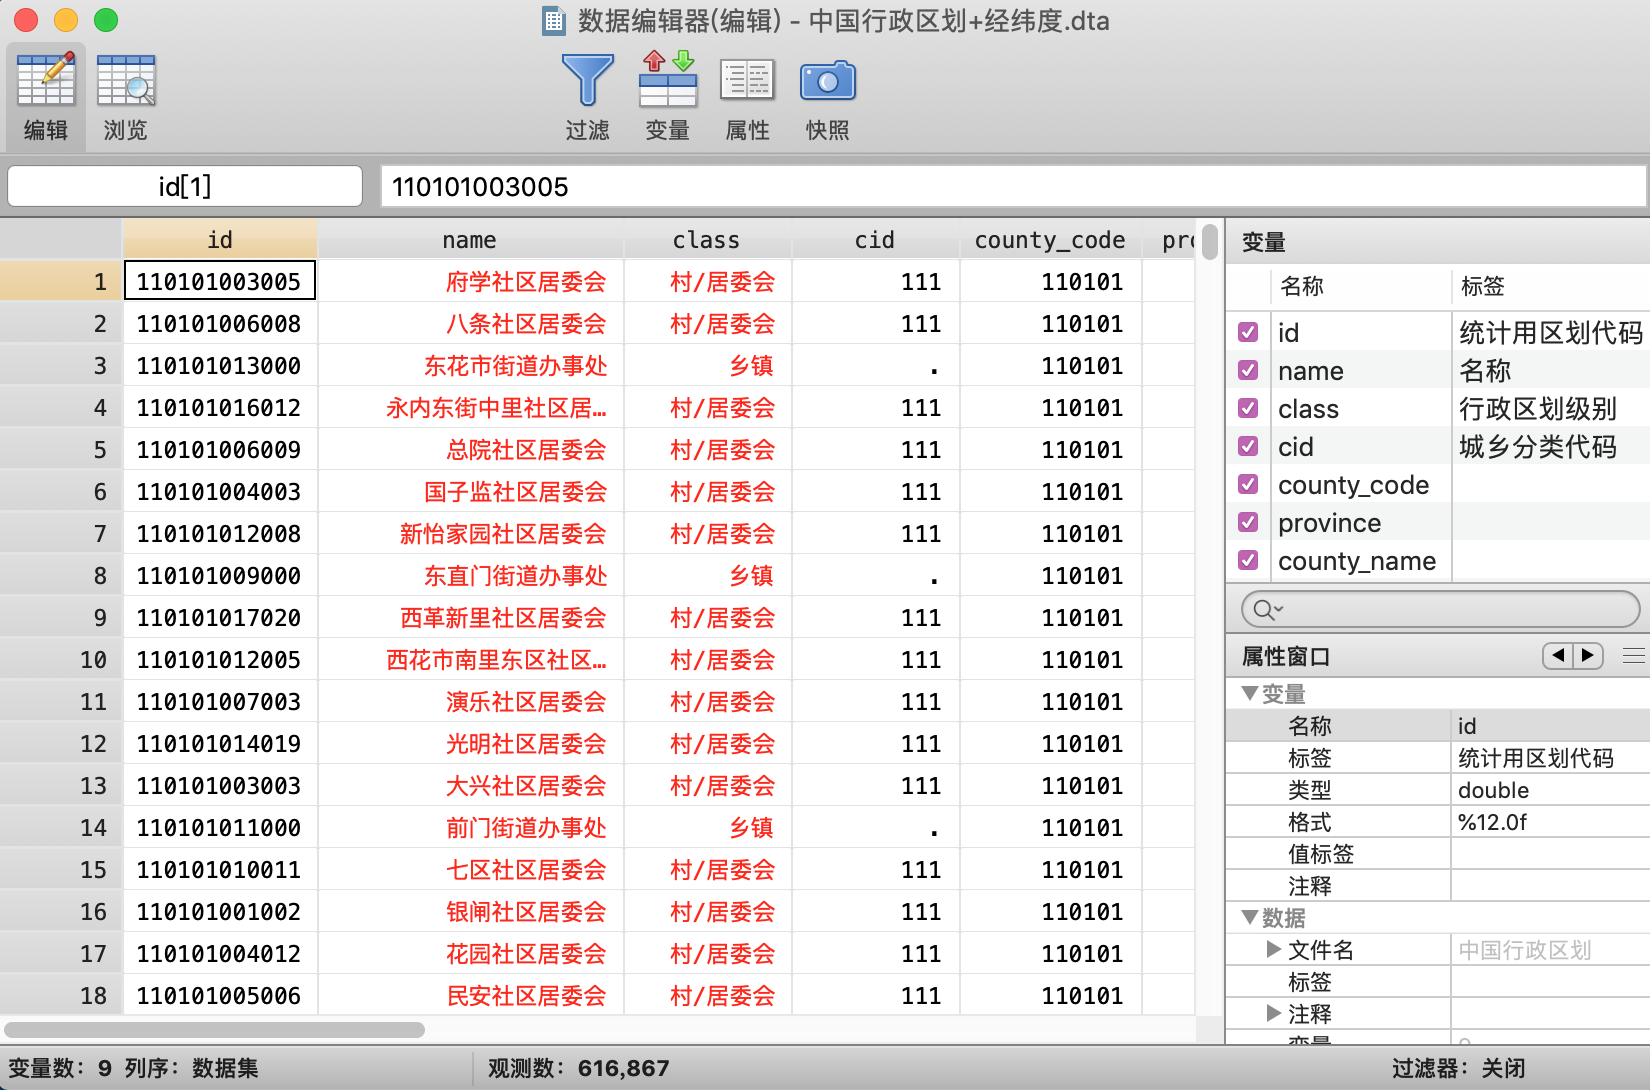 数据编辑器(编辑) - 中国行政区划+经纬度.dta
编辑 浏览 过滤 变量 属性 快照
id[1] 110101003005
id name class cid county_code
1 110101003005 府学社区居委会 村/居委会 111 110101
2 110101006008 八条社区居委会 村/居委会 111 110101
3 110101013000 东花市街道办事处 乡镇 . 110101
4 110101016012 永内东街中里社区居… 村/居委会 111 110101
5 110101006009 总院社区居委会 村/居委会 111 110101
6 110101004003 国子监社区居委会 村/居委会 111 110101
7 110101012008 新怡家园社区居委会 村/居委会 111 110101
8 110101009000 东直门街道办事处 乡镇 . 110101
9 110101017020 西革新里社区居委会 村/居委会 111 110101
10 110101012005 西花市南里东区社区… 村/居委会 111 110101
11 110101007003 演乐社区居委会 村/居委会 111 110101
12 110101014019 光明社区居委会 村/居委会 111 110101
13 110101003003 大兴社区居委会 村/居委会 111 110101
14 110101011000 前门街道办事处 乡镇 . 110101
15 110101010011 七区社区居委会 村/居委会 111 110101
16 110101001002 银闸社区居委会 村/居委会 111 110101
17 110101004012 花园社区居委会 村/居委会 111 110101
18 110101005006 民安社区居委会 村/居委会 111 110101
变量
名称 标签
id 统计用区划代码
name 名称
class 行政区划级别
cid 城乡分类代码
county_code
province
county_name
属性窗口
变量
名称 id
标签 统计用区划代码
类型 double
格式 %12.0f
值标签
注释
数据
文件名 中国行政区划
标签
注释
变量数: 9 列序: 数据集 观测数: 616,867 过滤器: 关闭